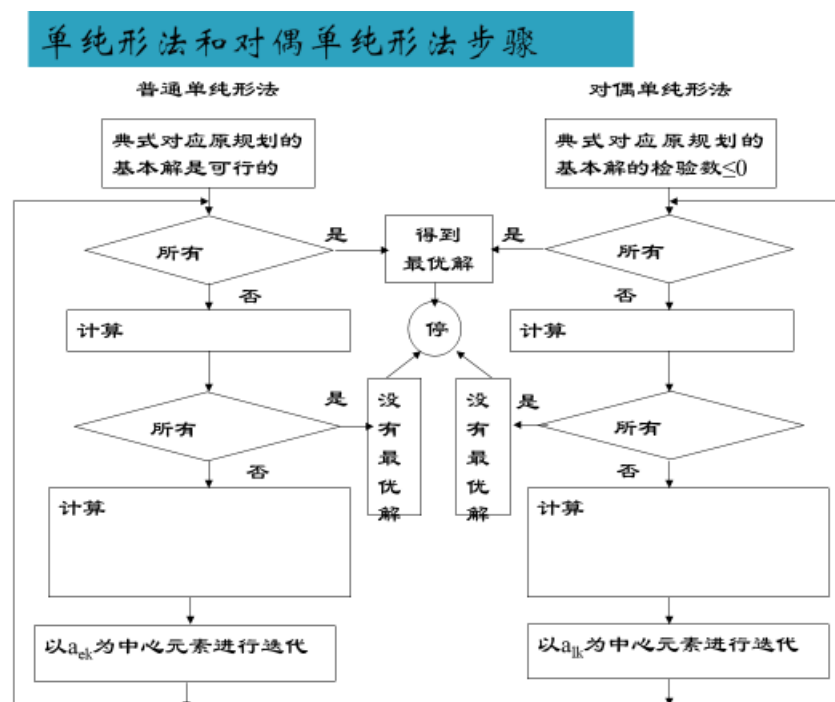 单纯形法和对偶单纯形法步骤
普通单纯形法
对偶单纯形法
典式对应原规划的
基本解是可行的
典式对应原规划的
基本解的检验数≤0
所有
是
得到
最优解
是
所有
否
否
计算
停
计算
所有
是
没
有
最
优
解
没
有
最
优
解
是
所有
否
否
计算
计算
以aek为中心元素进行迭代
以alk为中心元素进行迭代